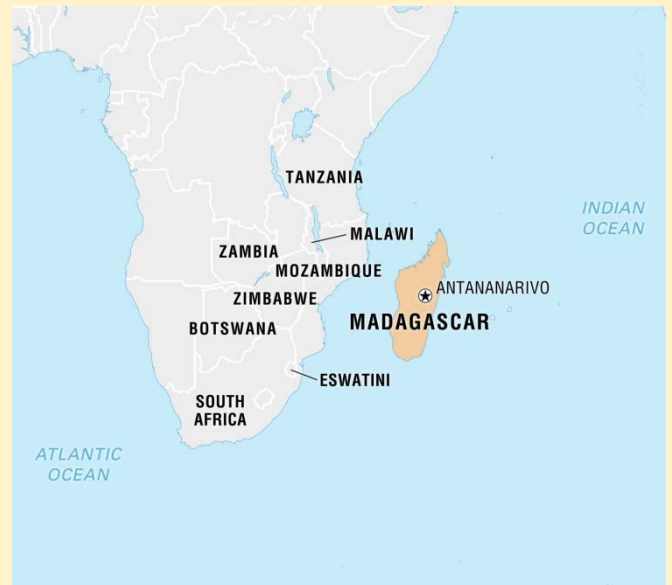 TANZANIA
INDIAN
OCEAN
MALAWI
ZAMBIA
MOZAMBIQUE
ANTANANARIVO
ZIMBABWE
MADAGASCAR
BOTSWANA
ESWATINI
SOUTH
AFRICA
ATLANTIC
OCEAN